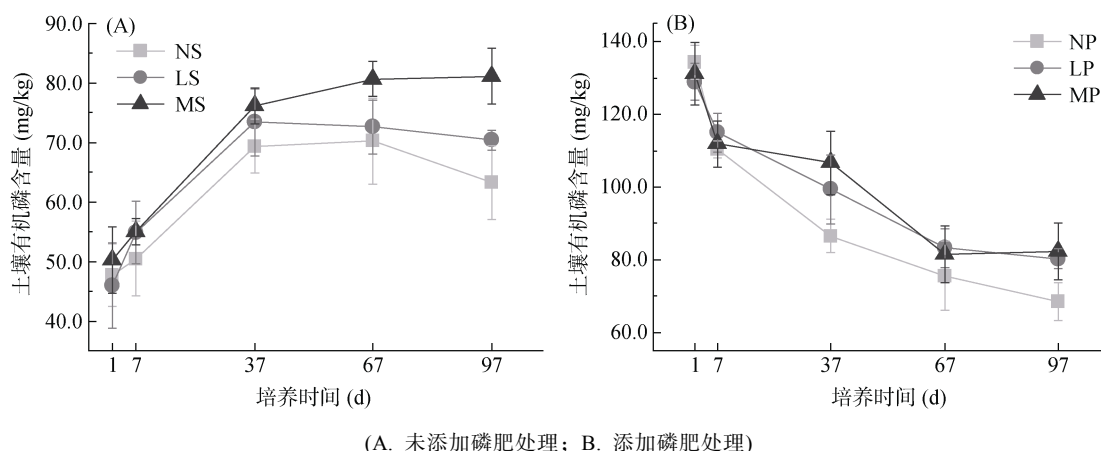 (A)
NS
LS
MS
土壤有机磷含量 (mg/kg)
90.0
80.0
70.0
60.0
50.0
40.0
1 7 37 67 97
培养时间 (d)
(B)
NP
LP
MP
土壤有机磷含量 (mg/kg)
140.0
120.0
100.0
80.0
60.0
1 7 37 67 97
培养时间 (d)
(A. 未添加磷肥处理；B. 添加磷肥处理)